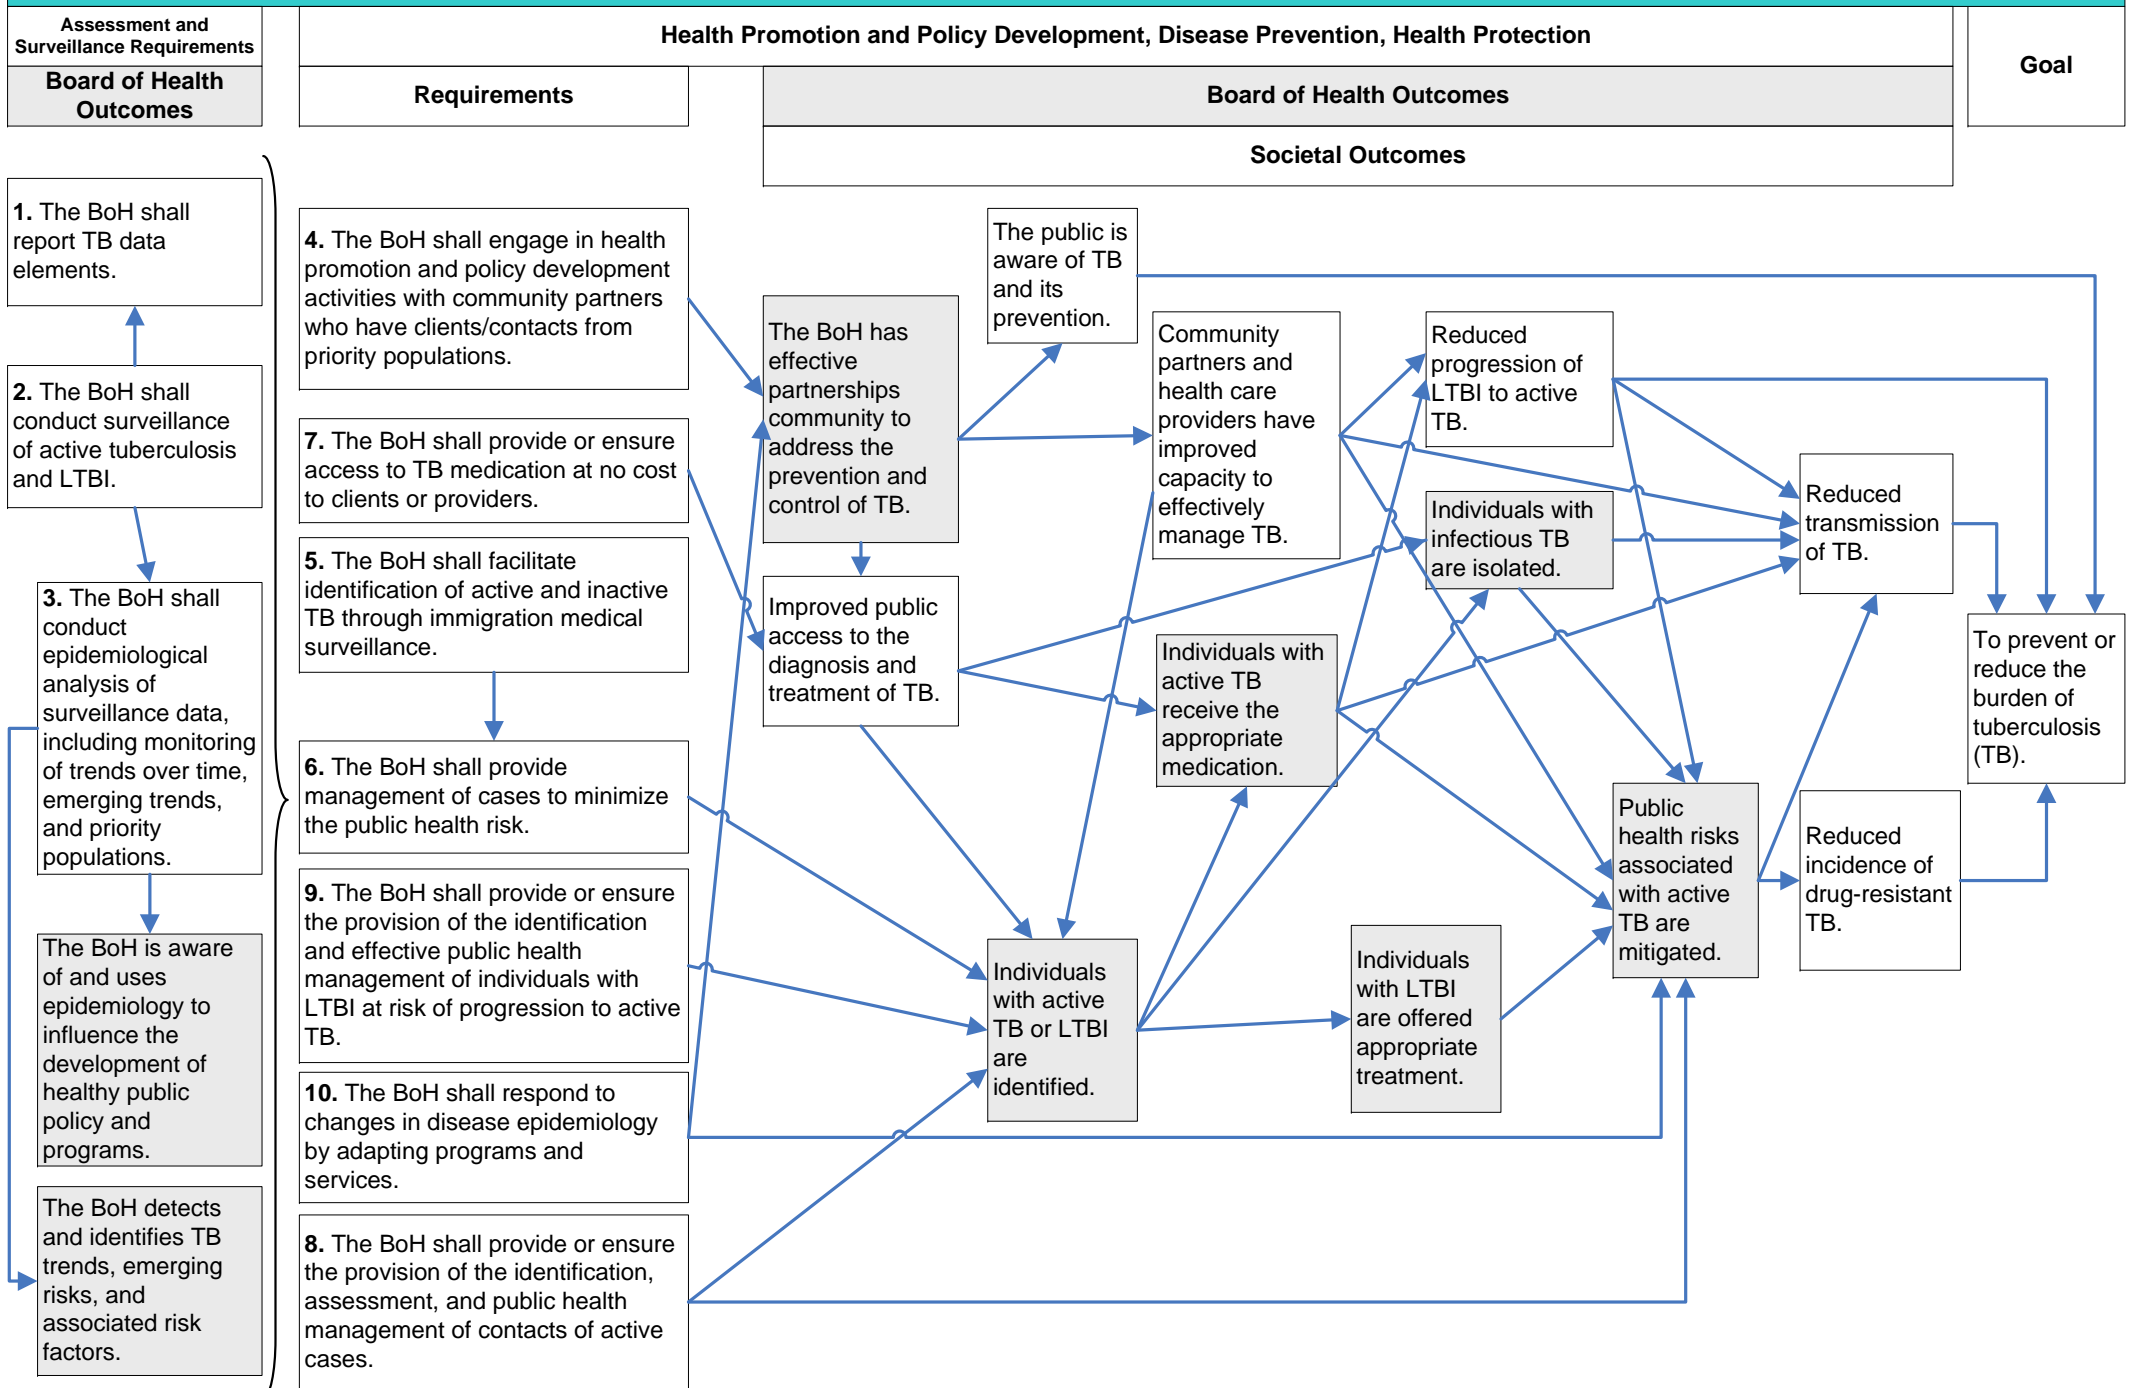 Assessment and
Surveillance Requirements
Board of Health
Outcomes
Health Promotion and Policy Development, Disease Prevention, Health Protection
Requirements
Board of Health Outcomes
Societal Outcomes
Goal
1. The BoH shall
report TB data
elements.
2. The BoH shall
conduct surveillance
of active tuberculosis
and LTBI.
3. The BoH shall
conduct
epidemiological
analysis of
surveillance data,
including monitoring
of trends over time,
emerging trends,
and priority
populations.
The BoH is aware
of and uses
epidemiology to
influence the
development of
healthy public
policy and
programs.
The BoH detects
and identifies TB
trends, emerging
risks, and
associated risk
factors.
4. The BoH shall engage in health
promotion and policy development
activities with community partners
who have clients/contacts from
priority populations.
7. The BoH shall provide or ensure
access to TB medication at no cost
to clients or providers.
5. The BoH shall facilitate
identification of active and inactive
TB through immigration medical
surveillance.
6. The BoH shall provide
management of cases to minimize
the public health risk.
9. The BoH shall provide or ensure
the provision of the identification
and effective public health
management of individuals with
LTBI at risk of progression to active
TB.
10. The BoH shall respond to
changes in disease epidemiology
by adapting programs and
services.
8. The BoH shall provide or ensure
the provision of the identification,
assessment, and public health
management of contacts of active
cases.
The BoH has
effective
partnerships
community to
address the
prevention and
control of TB.
Improved public
access to the
diagnosis and
treatment of TB.
The public is
aware of TB
and its
prevention.
Individuals
with active
TB or LTBI
are
identified.
Community
partners and
health care
providers have
improved
capacity to
effectively
manage TB.
Individuals with
active TB
receive the
appropriate
medication.
Reduced
progression of
LTBI to active
TB.
Individuals with
infectious TB
are isolated.
Individuals
with LTBI
are offered
appropriate
treatment.
Public
health risks
associated
with active
TB are
mitigated.
Reduced
transmission
of TB.
Reduced
incidence of
drug-resistant
TB.
To prevent or
reduce the
burden of
tuberculosis
(TB).